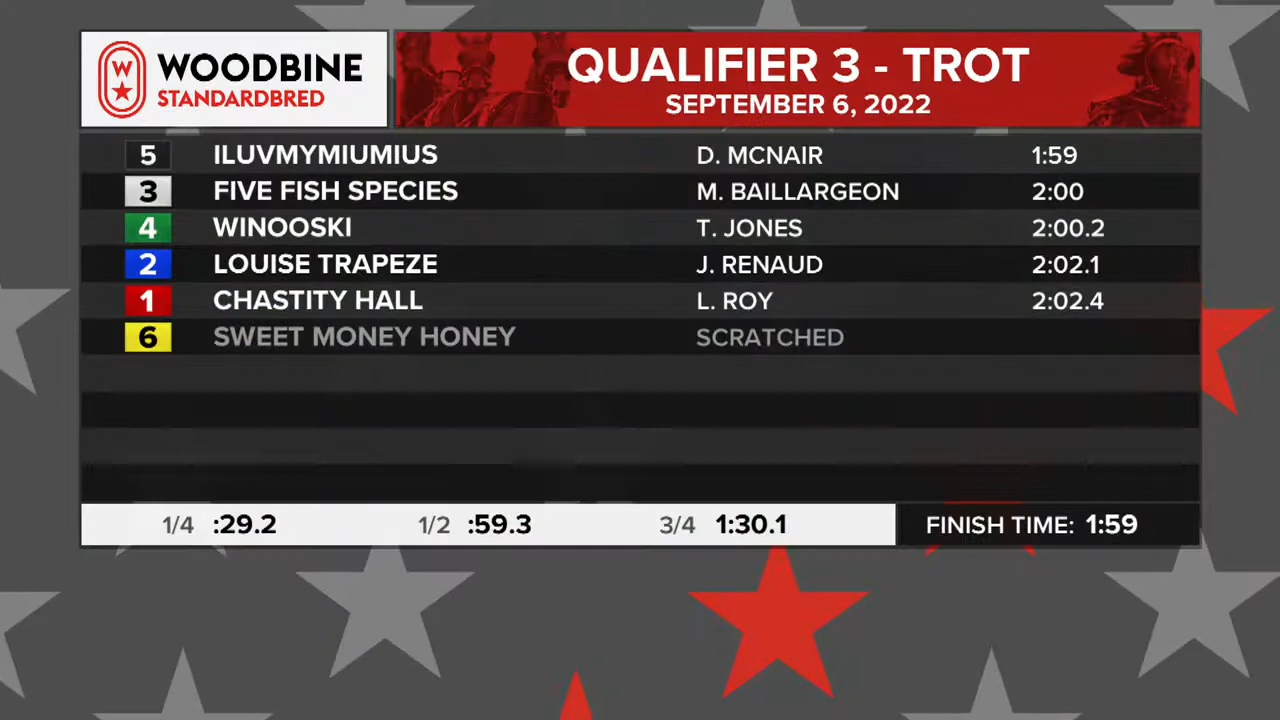 W
WOODBINE
STANDARDBRED
QUALIFIER 3 - TROT
SEPTEMBER 6, 2022
5 ILUVMYMIUMIUS D. MCNAIR 1:59
3 FIVE FISH SPECIES M. BAILLARGEON 2:00
4 WINOOSKI T. JONES 2:00.2
2 LOUISE TRAPEZE J. RENAUD 2:02.1
1 CHASTITY HALL L. ROY 2:02.4
6 SWEET MONEY HONEY SCRATCHED
1/4 :29.2 1/2 :59.3 3/4 1:30.1 FINISH TIME: 1:59